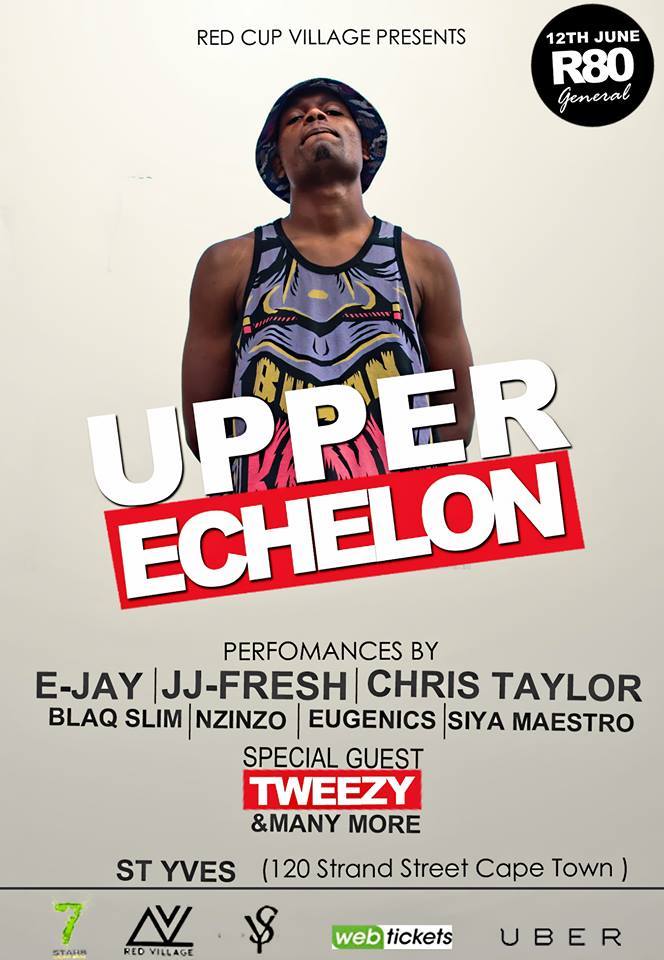 RED CUP VILLAGE PRESENTS
12TH JUNE
R80
General
UPPER
ECHELON
PERFOMANCES BY
E-JAY | JJ-FRESH | CHRIS TAYLOR
BLAQ SLIM | NZINZO | EUGENICS | SIYA MAESTRO
SPECIAL GUEST
TWEEZY
&MANY MORE
ST YVES (120 Strand Street Cape Town )
7
STARS
RED VILLAGE
webtickets
UBER